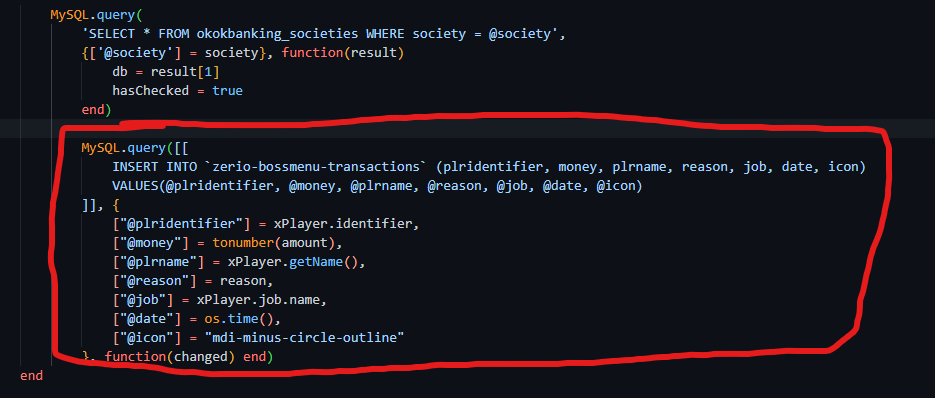 MySQL.query(
'SELECT * FROM okokbanking_societies WHERE society = @society',
{['@society'] = society}, function(result)
db = result[1]
hasChecked = true
end)
MySQL.query([[
INSERT INTO `zerio-bossmenu-transactions` (plridentifier, money, plrname, reason, job, date, icon)
VALUES(@plridentifier, @money, @plrname, @reason, @job, @date, @icon)
]], {
["@plridentifier"] = xPlayer.identifier,
["@money"] = tonumber(amount),
["@plrname"] = xPlayer.getName(),
["@reason"] = reason,
["@job"] = xPlayer.job.name,
["@date"] = os.time(),
["@icon"] = "mdi-minus-circle-outline"
}, function(changed) end)
end